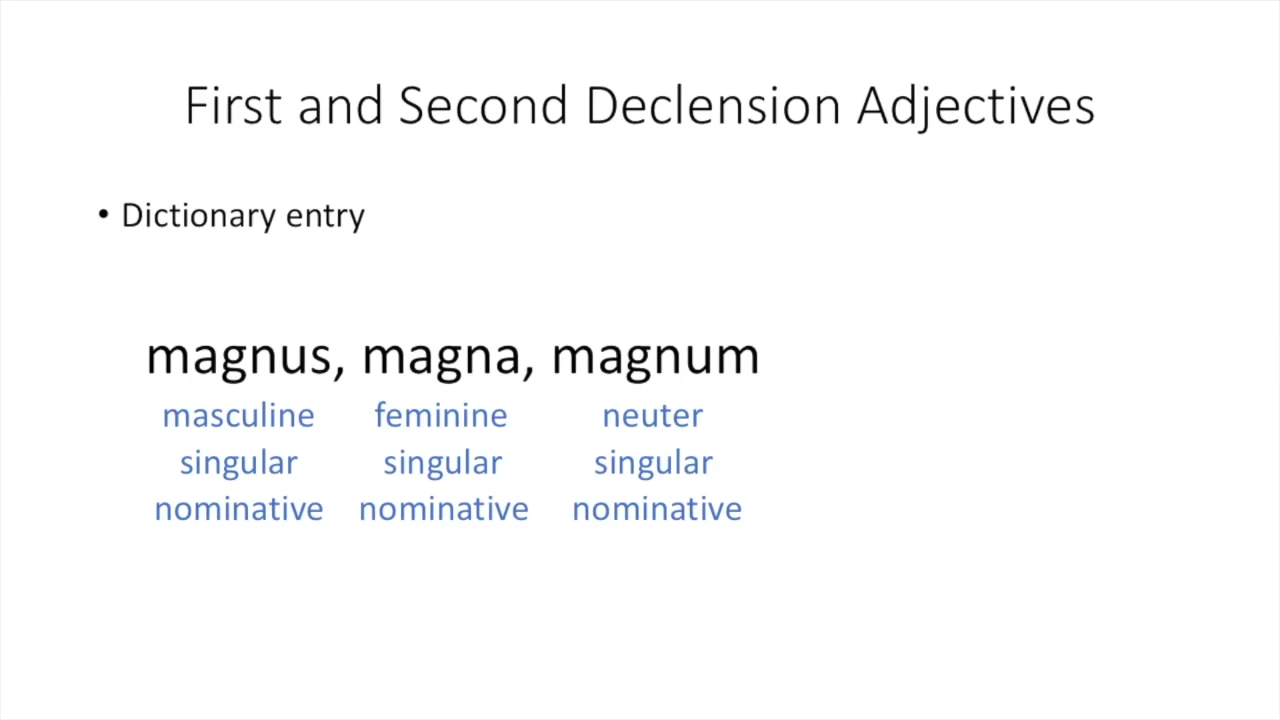 First and Second Declension Adjectives
• Dictionary entry
magnus, magna, magnum
masculine feminine neuter
singular singular singular
nominative nominative nominative